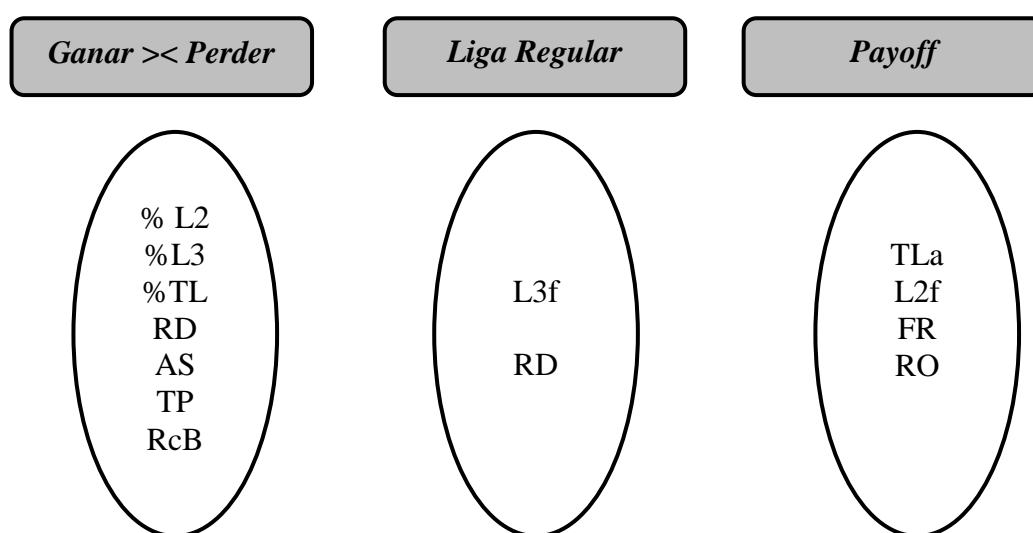 Ganar >< Perder
Liga Regular
Payoff
% L2
%L3
%TL
RD
AS
TP
RcB
L3f
RD
TLa
L2f
FR
RO